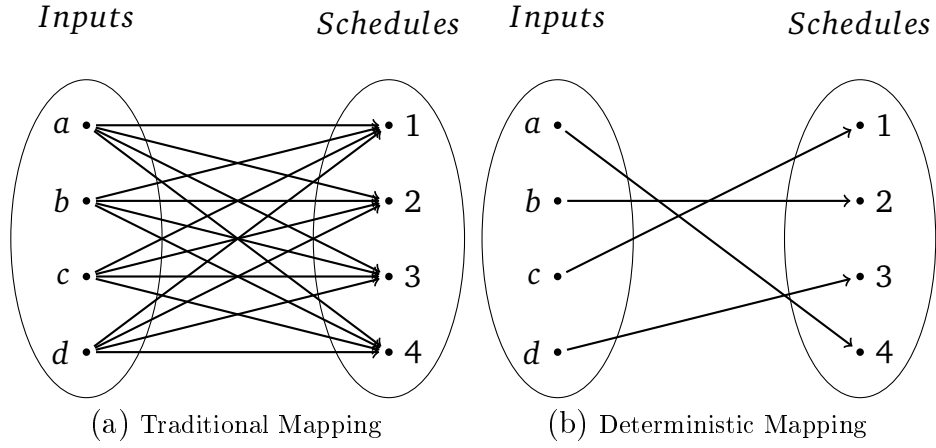 Inputs Schedules Inputs Schedules
a 1 a 1
b 2 b 2
c 3 c 3
d 4 d 4
(a) Traditional Mapping (b) Deterministic Mapping